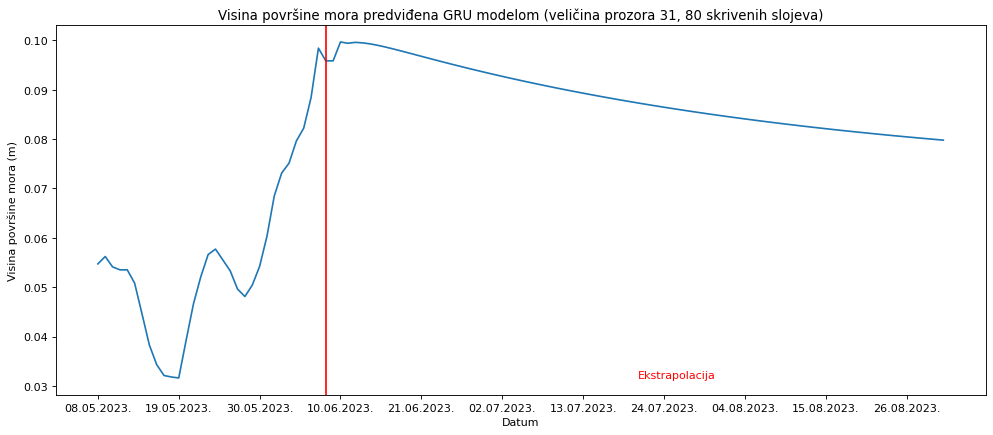 Visina površine mora predviđena GRU modelom (veličina prozora 31, 80 skrivenih slojeva)
Visina površine mora (m)
0.10
0.09
0.08
0.07
0.06
0.05
0.04
0.03
Ekstrapolacija
08.05.2023. 19.05.2023. 30.05.2023. 10.06.2023. 21.06.2023. 02.07.2023. 13.07.2023. 24.07.2023. 04.08.2023. 15.08.2023. 26.08.2023.
Datum